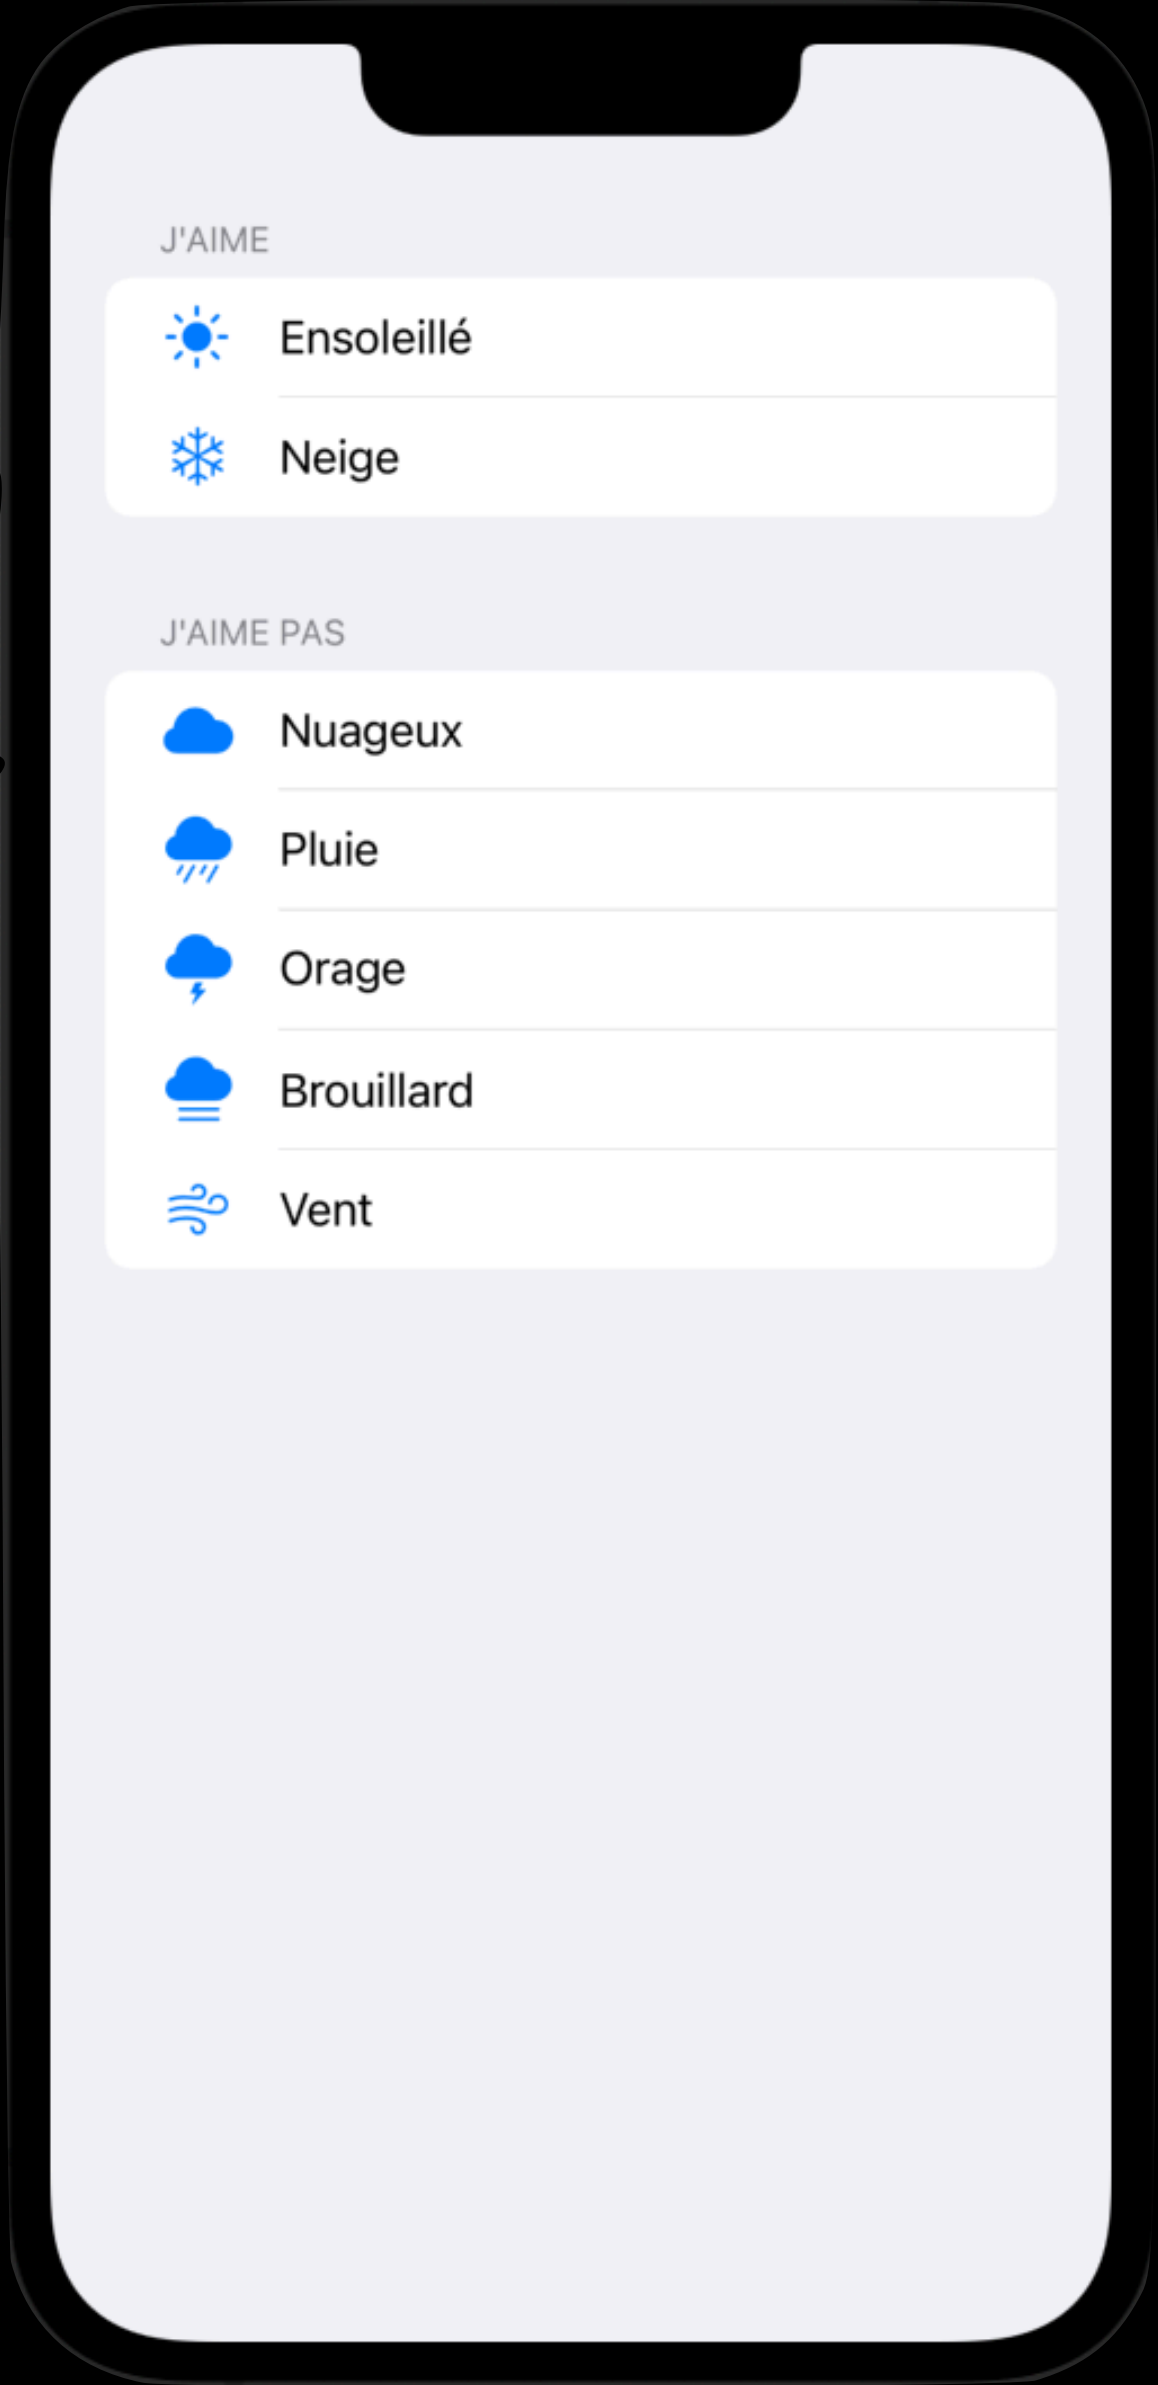 J'AIME
Ensoleillé
Neige
J'AIME PAS
Nuageux
Pluie
Orage
Brouillard
Vent